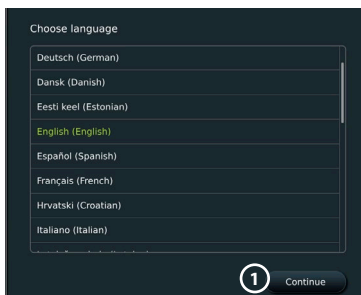 Choose language
Deutsch (German)
Dansk (Danish)
Eesti keel (Estonian)
English (English)
Español (Spanish)
Français (French)
Hrvatski (Croatian)
Italiano (Italian)
1 Continue